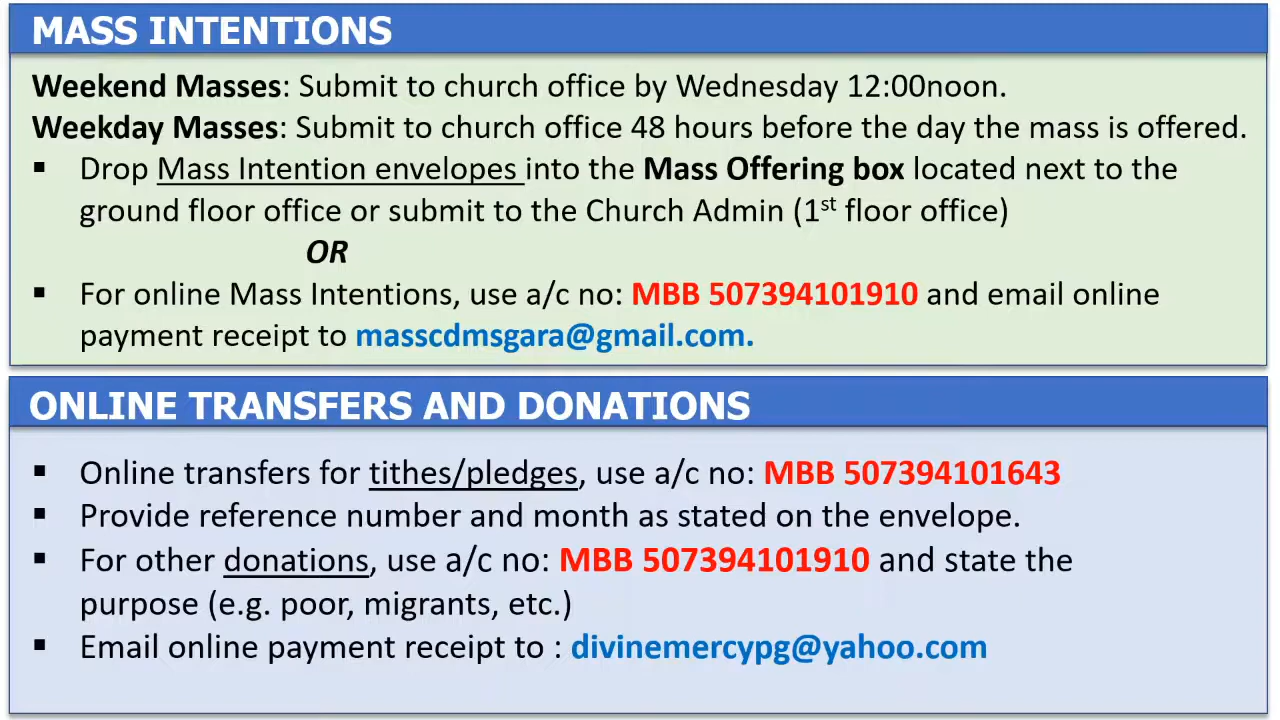 MASS INTENTIONS
Weekend Masses: Submit to church office by Wednesday 12:00noon.
Weekday Masses: Submit to church office 48 hours before the day the mass is offered.
▪ Drop Mass Intention envelopes into the Mass Offering box located next to the
ground floor office or submit to the Church Admin (1st floor office)
OR
▪ For online Mass Intentions, use a/c no: MBB 507394101910 and email online
payment receipt to masscdmsgara@gmail.com.
ONLINE TRANSFERS AND DONATIONS
▪ Online transfers for tithes/pledges, use a/c no: MBB 507394101643
▪ Provide reference number and month as stated on the envelope.
▪ For other donations, use a/c no: MBB 507394101910 and state the
purpose (e.g. poor, migrants, etc.)
▪ Email online payment receipt to : divinemercypg@yahoo.com